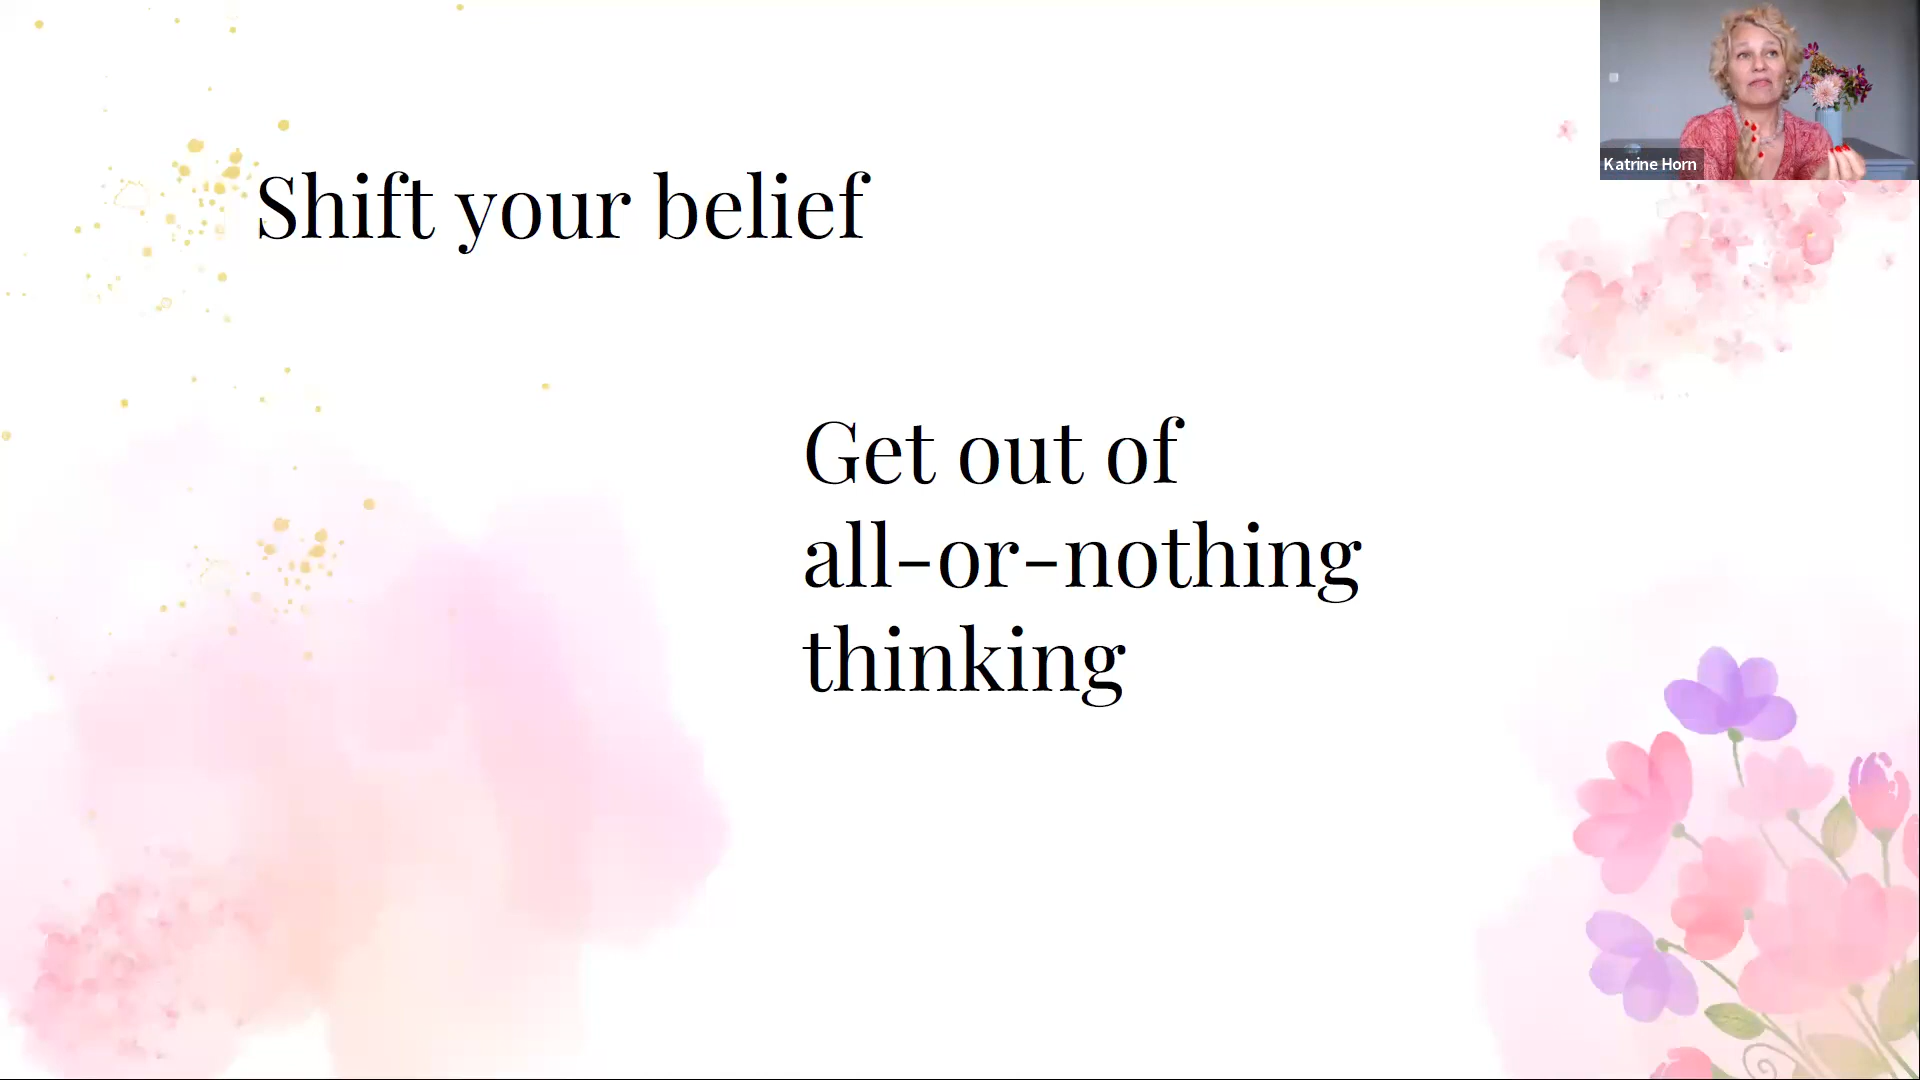 Katrine Horn
Shift your belief
Get out of
all-or-nothing
thinking